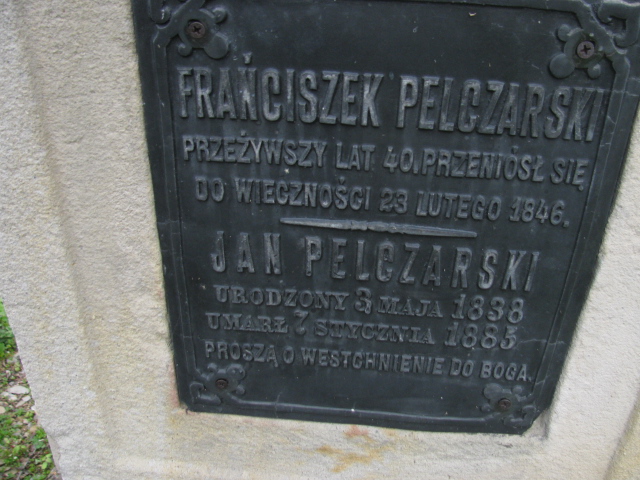 FRAŃCISZEK PELCZARSKI
PRZEŻYWSZY LAT 40. PRZENIÓSŁ SIĘ
DO WIECZNOŚCI 23 LUTEGO 1846.
JAN PELCZARSKI
URODZONY 3 MAJA 1838
UMARŁ 7 STYCZNIA 1885
PROSZĄ O WESTCHNIENIE DO BOGA.